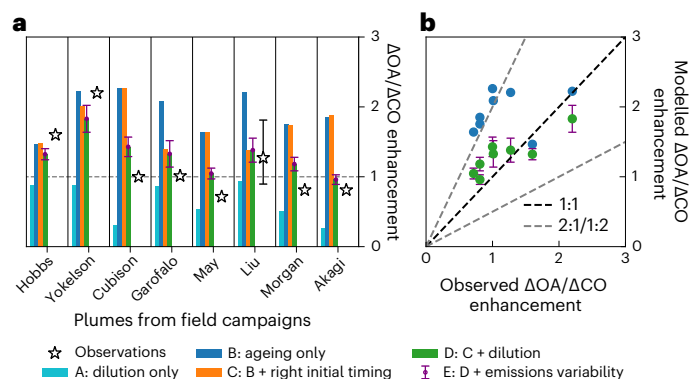 a
3
2
1
0
ΔOA/ΔCO enhancement
Hobbs
Yokelson
Cubison
Garofalo
May
Liu
Morgan
Akagi
Plumes from field campaigns
b
3
2
1
0
Modelled ΔOA/ΔCO
enhancement
1:1
2:1/1:2
0
1
2
3
Observed ΔOA/ΔCO
enhancement
Observations
B: ageing only
D: C + dilution
A: dilution only
C: B + right initial timing
E: D + emissions variability